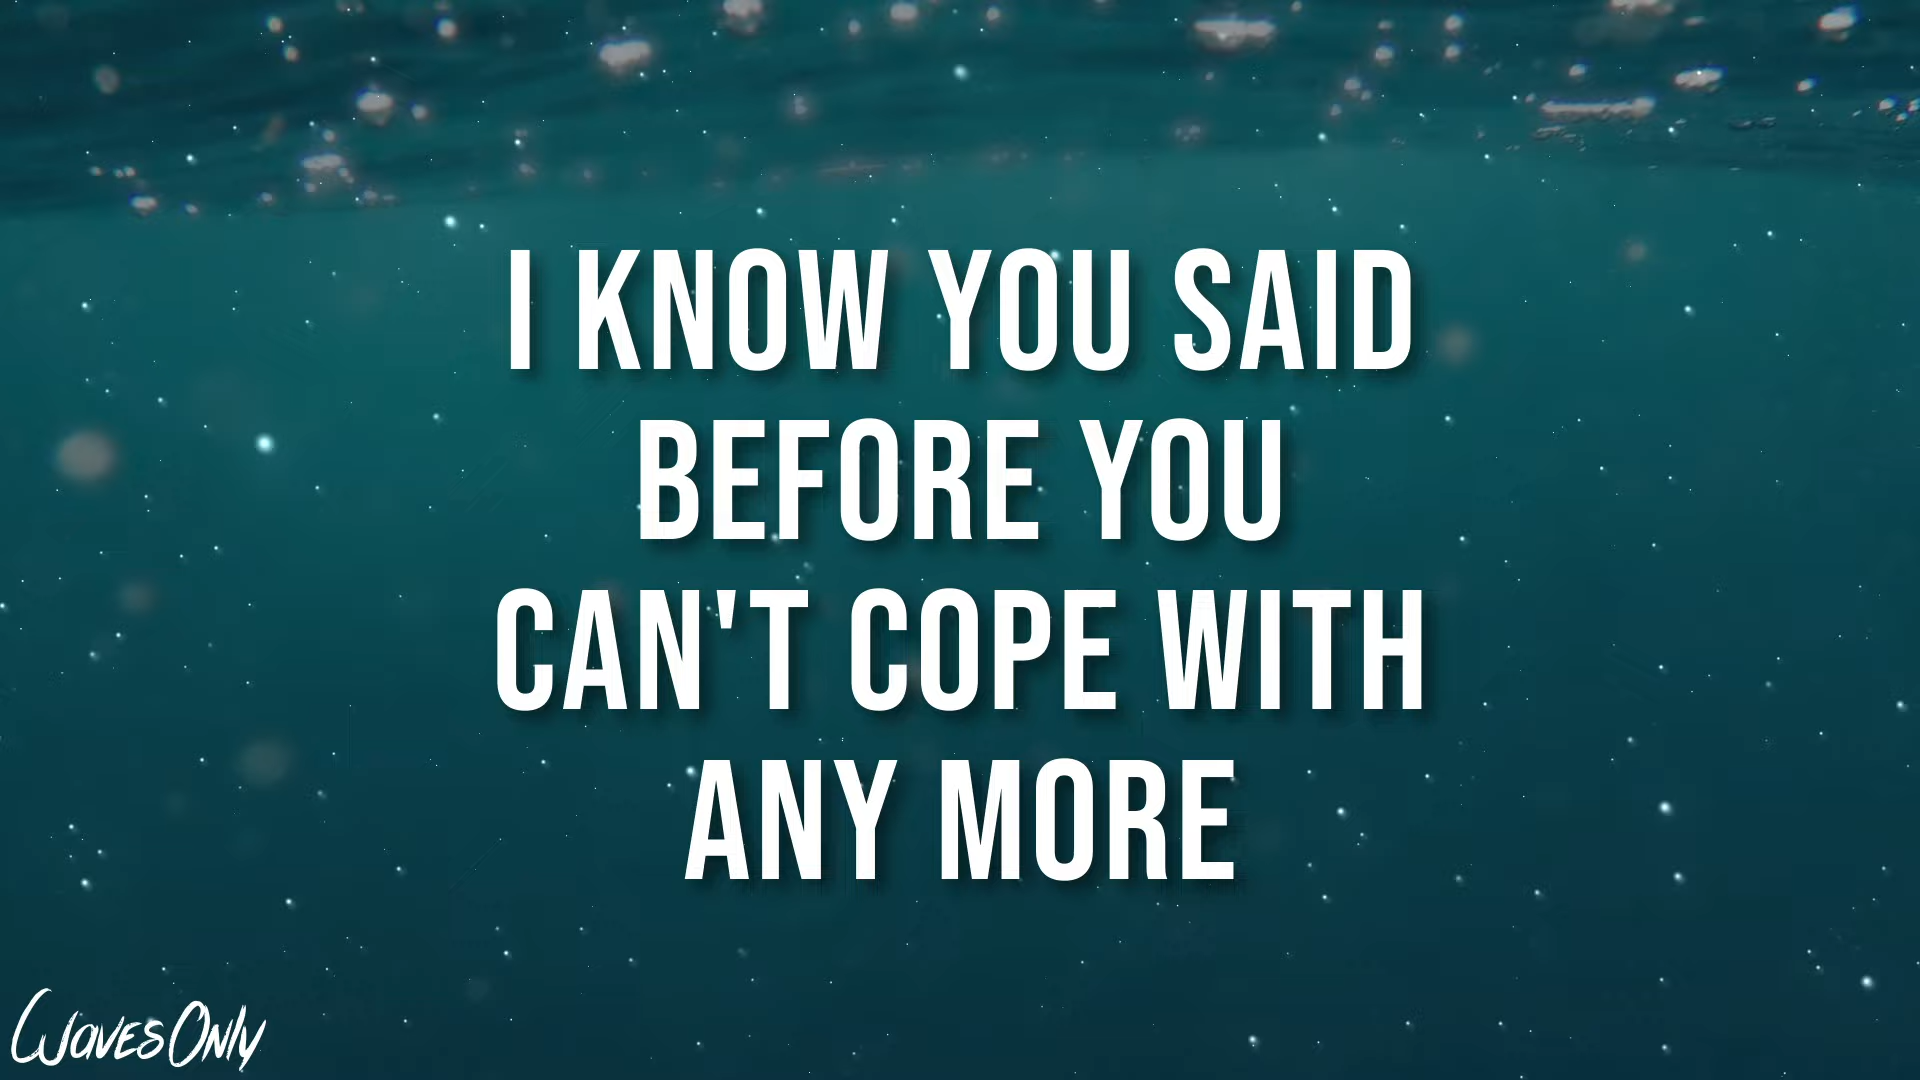 I KNOW YOU SAID
BEFORE YOU
CAN'T COPE WITH
ANY MORE
WavesOnly